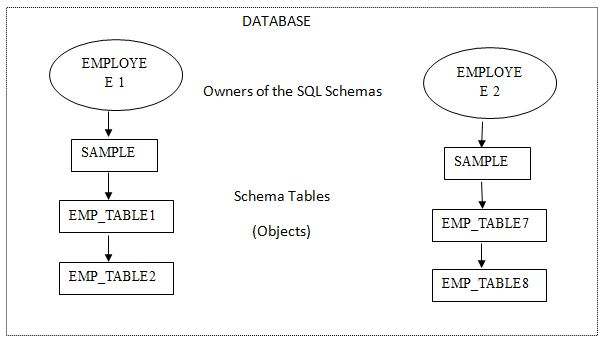 DATABASE
EMPLOYE
E 1
Owners of the SQL Schemas
EMPLOYE
E 2
SAMPLE
SAMPLE
Schema Tables
(Objects)
EMP_TABLE1
EMP_TABLE7
EMP_TABLE2
EMP_TABLE8